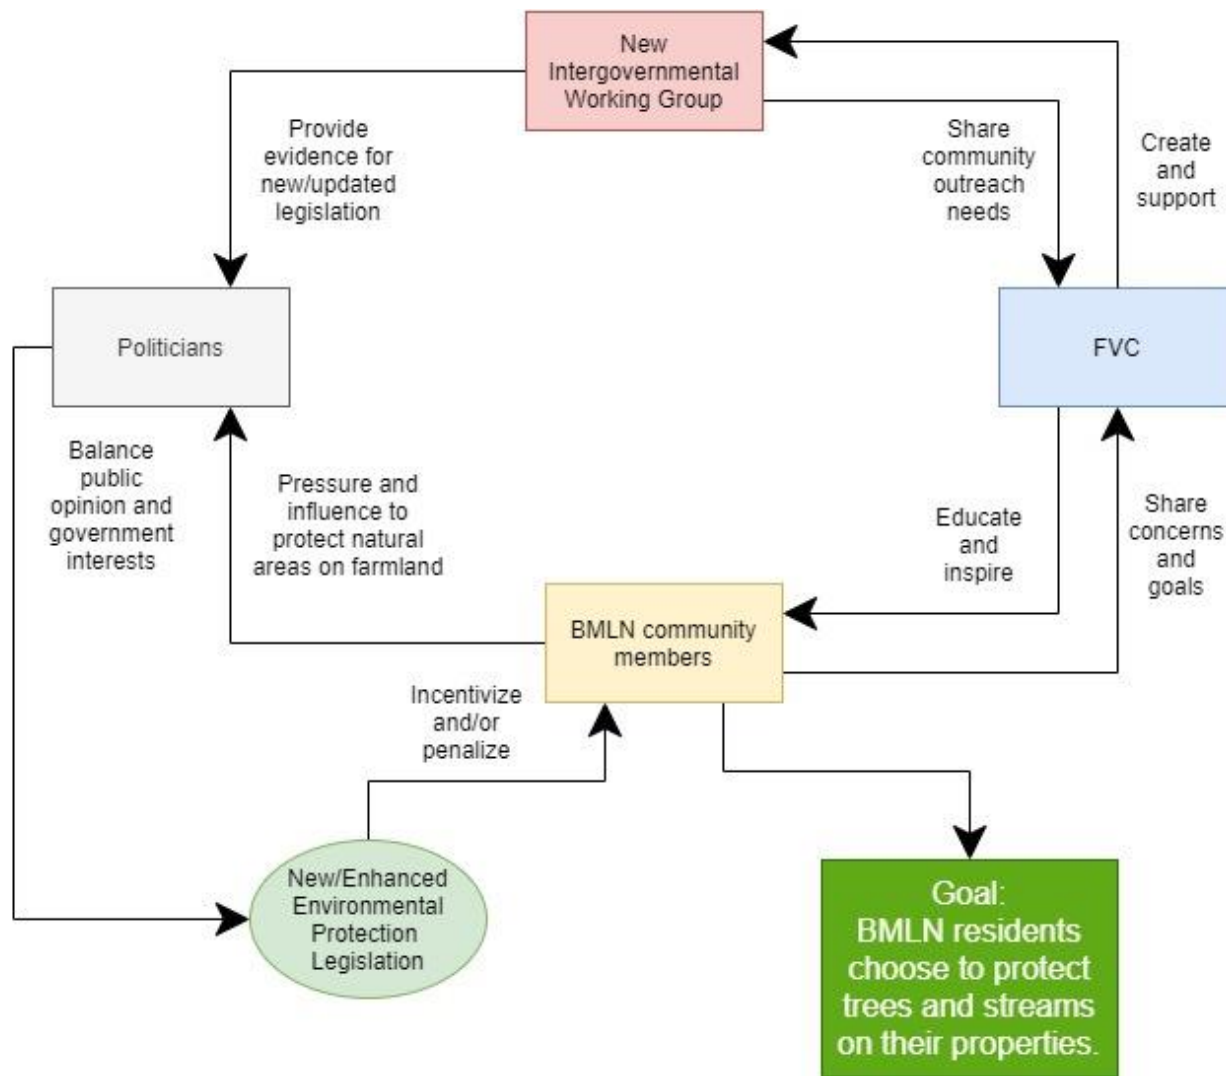 New
Intergovernmental
Working Group
Provide
evidence for
new/updated
legislation
Share
community
outreach
needs
Create
and
support
Politicians
FVC
Balance
public
opinion and
government
interests
Pressure and
influence to
protect natural
areas on farmland
Educate
and
inspire
Share
concerns
and
goals
BMLN community
members
Incentivize
and/or
penalize
New/Enhanced
Environmental
Protection
Legislation
Goal:
BMLN residents
choose to protect
trees and streams
on their properties.